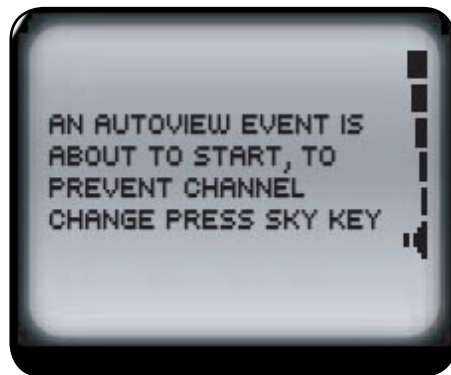 AN AUTOVIEW EVENT IS
ABOUT TO START, TO
PREVENT CHANNEL
CHANGE PRESS SKY KEY